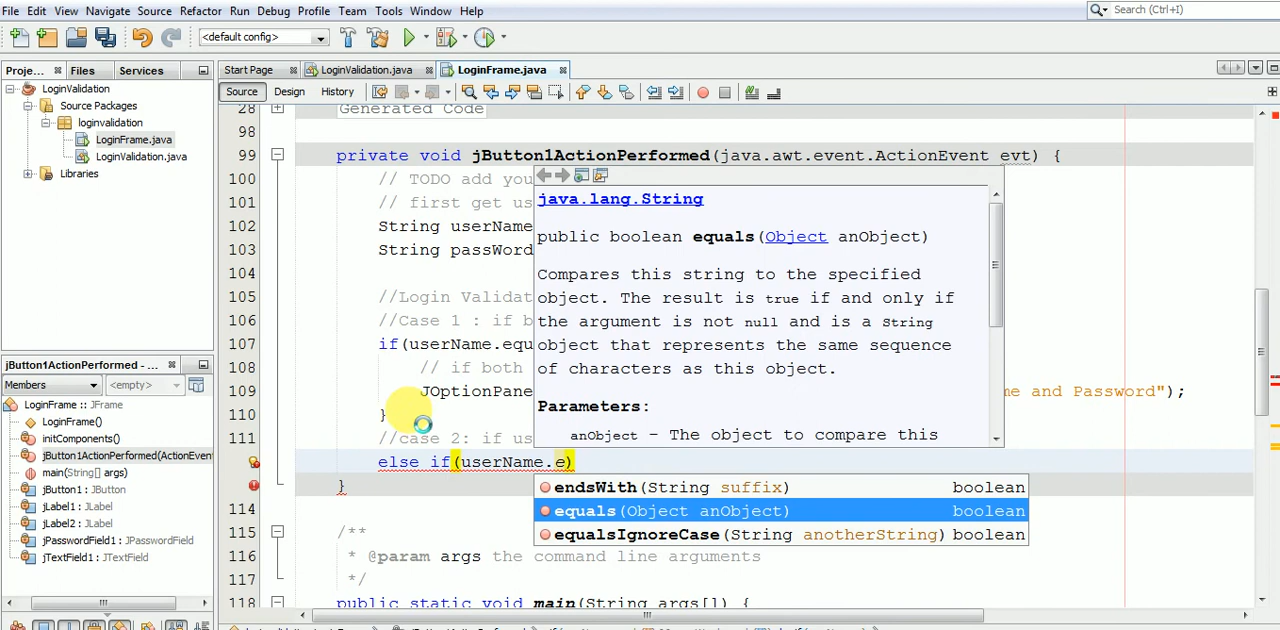 File Edit View Navigate Source Refactor Run Debug Profile Team Tools Window Help
Search (Ctrl+I)
<default config>
Proje... Files Services
Start Page LoginValidation.java LoginFrame.java
Source Design History
LoginValidation
Source Packages
loginvalidation
LoginFrame.java
LoginValidation.java
Libraries
28 Generated Code
98
99 private void jButton1ActionPerformed(java.awt.event.ActionEvent evt) {
100 // TODO add you
101 // first get us
102 String userName
103 String passWord
104
105 //Login Validat
106 //Case 1 : if b
107 if(userName.equ
108 // if both
109 JOptionPane me and Password");
110 }
111 //case 2: if us
else if(userName.e)
}
114
115 /**
116 * @param args the command line arguments
117 */
118 public static void main(String args[]) {
java.lang.String
public boolean equals(Object anObject)
Compares this string to the specified
object. The result is true if and only if
the argument is not null and is a String
object that represents the same sequence
of characters as this object.
Parameters:
anObject - The object to compare this
endsWith(String suffix) boolean
equals(Object anObject) boolean
equalsIgnoreCase(String anotherString) boolean
jButton1ActionPerformed - ...
Members <empty>
LoginFrame :: JFrame
LoginFrame()
initComponents()
jButton1ActionPerformed(ActionEven
main(String[] args)
jButton1 : JButton
jLabel1 : JLabel
jLabel2 : JLabel
jPasswordField1 : JPasswordField
jTextField1 : JTextField